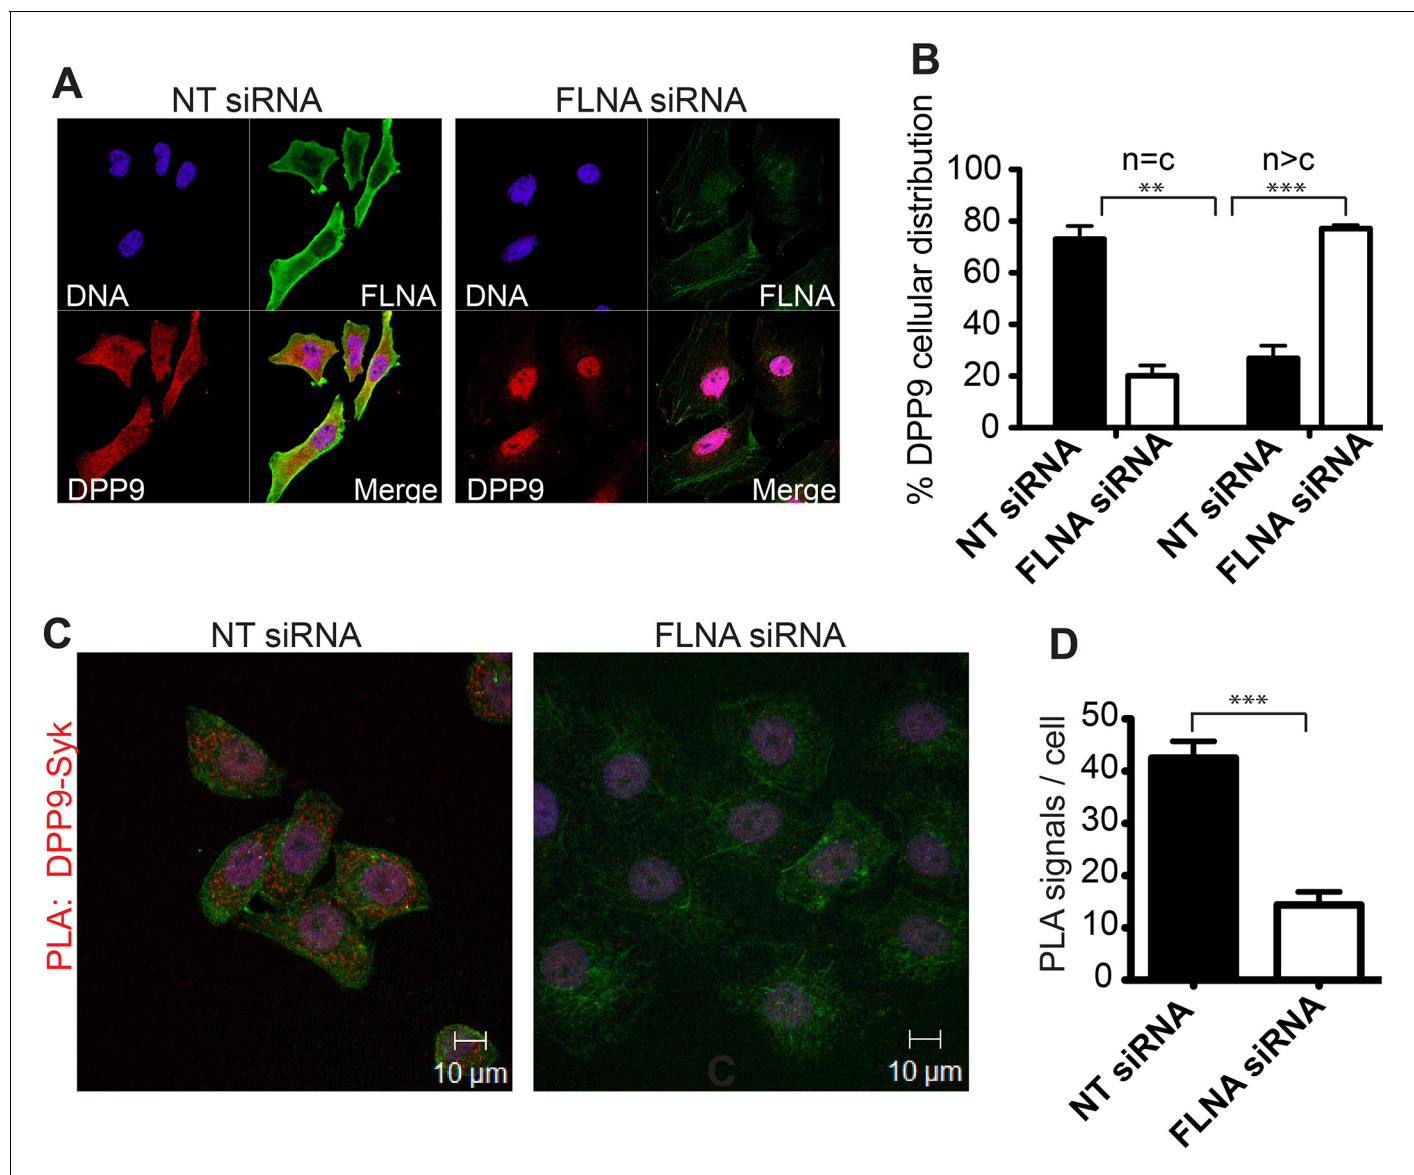 A
NT siRNA
FLNA siRNA
DNA
FLNA
DNA
FLNA
DPP9
Merge
DPP9
Merge
B
% DPP9 cellular distribution
100
80
60
40
20
0
n=c
**
n>c
***
NT siRNA
FLNA siRNA
NT siRNA
FLNA siRNA
C
NT siRNA
FLNA siRNA
PLA: DPP9-Syk
10 µm
C
10 µm
D
PLA signals / cell
50
40
30
20
10
0
***
NT siRNA
FLNA siRNA